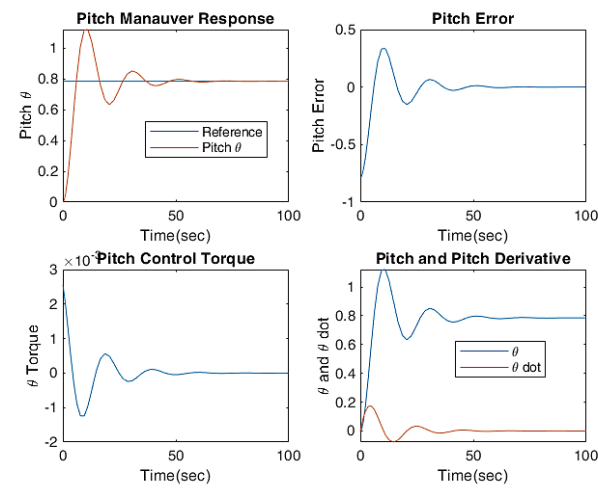 Pitch Manauver Response
1
0.8
0.6
0.4
0.2
0
0
50
100
Pitch θ
Time(sec)
Reference
Pitch θ
Pitch Error
0.5
0
-0.5
-1
0
50
100
Pitch Error
Time(sec)
×10⁻³
Pitch Control Torque
3
2
1
0
-1
-2
0
50
100
θ Torque
Time(sec)
Pitch and Pitch Derivative
1
0.8
0.6
0.4
0.2
0
0
50
100
θ and θ dot
Time(sec)
θ
θ dot